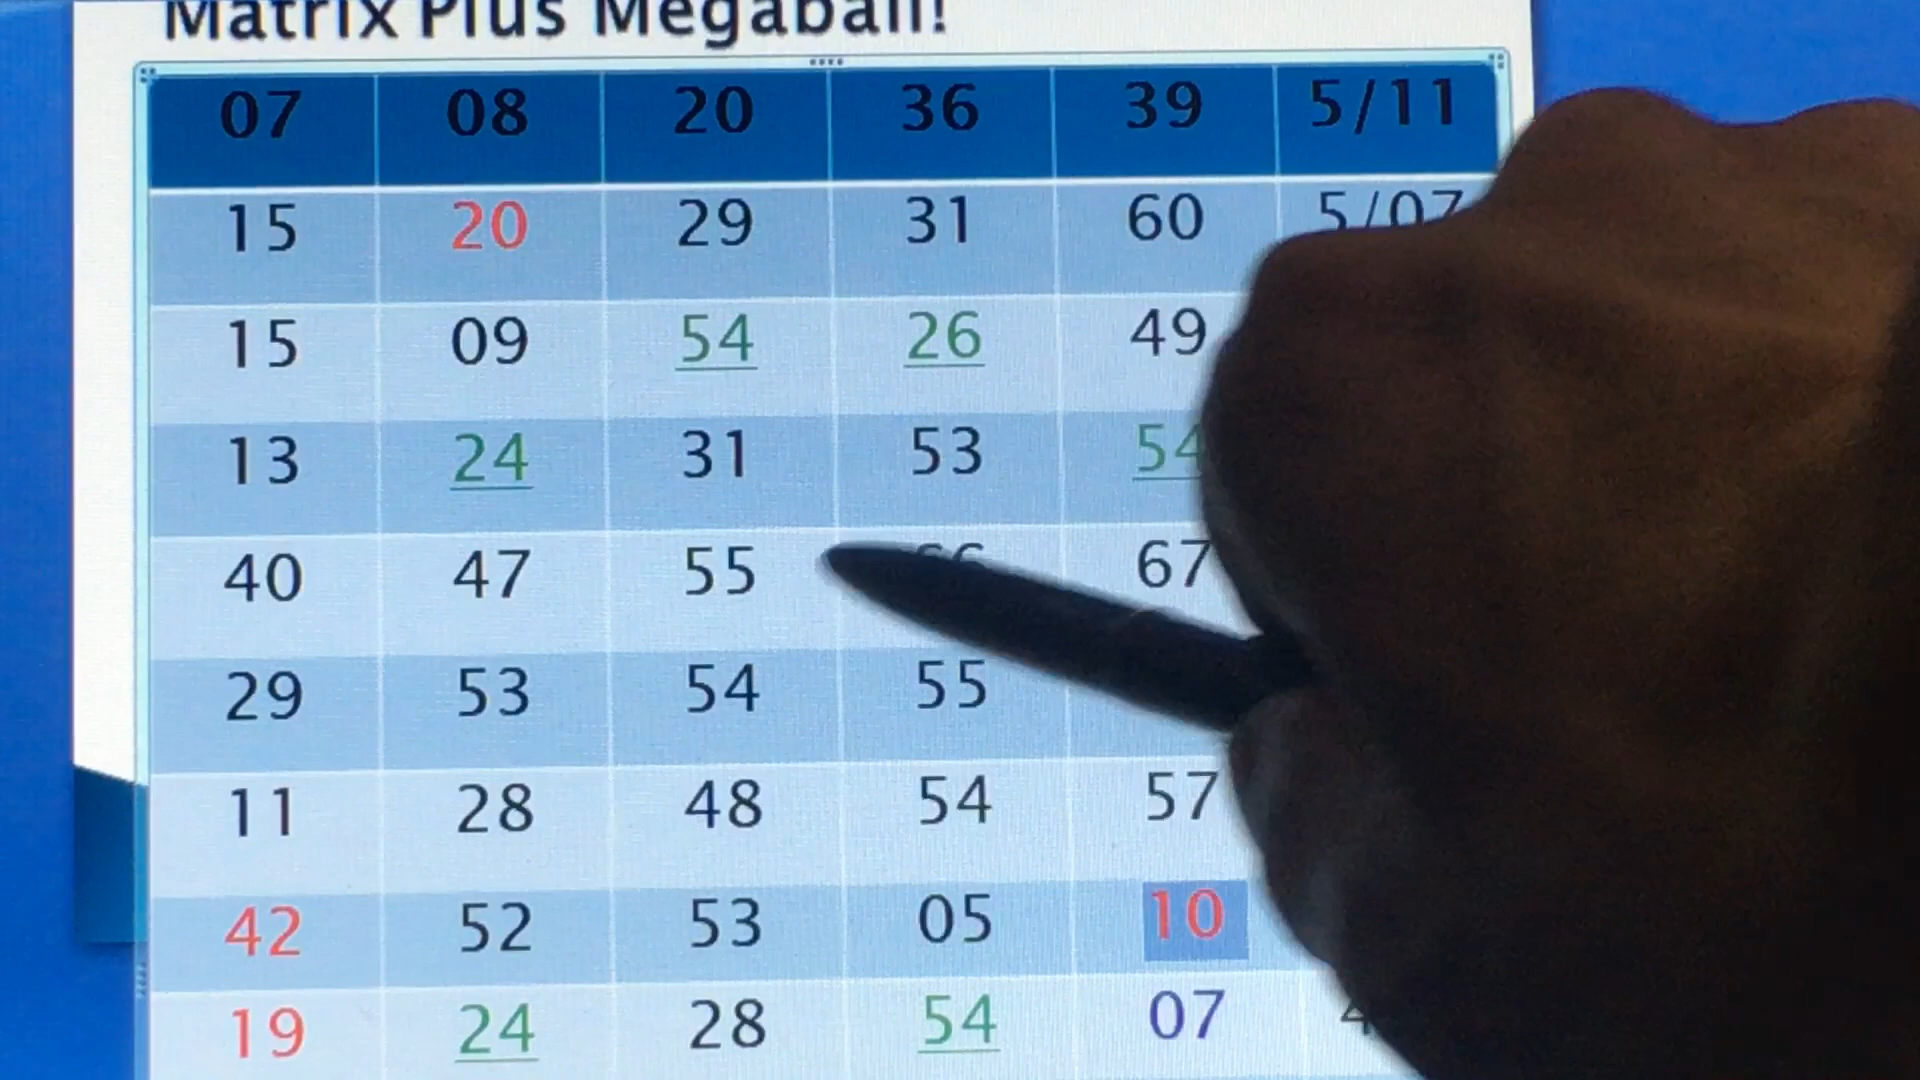 Matrix Plus Megaball!
07 08 20 36 39 5/11
15 20 29 31 60 5/07
15 09 54 26 49
13 24 31 53 54
40 47 55 67
29 53 54 55
11 28 48 54 57
42 52 53 05 10
19 24 28 54 07